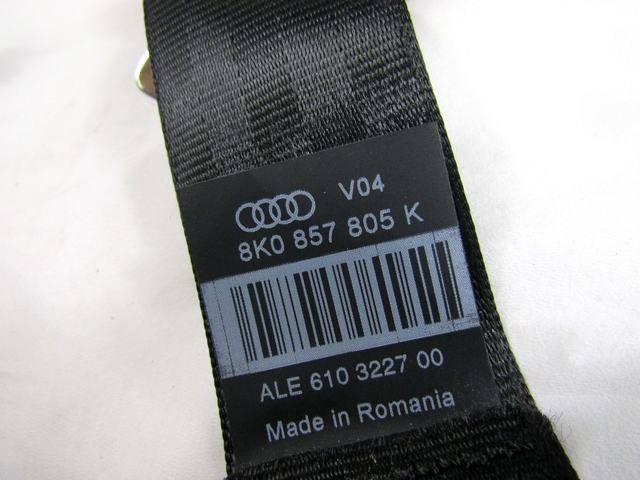 V04
8K0 857 805 K
ALE 610 3227 00
Made in Romania